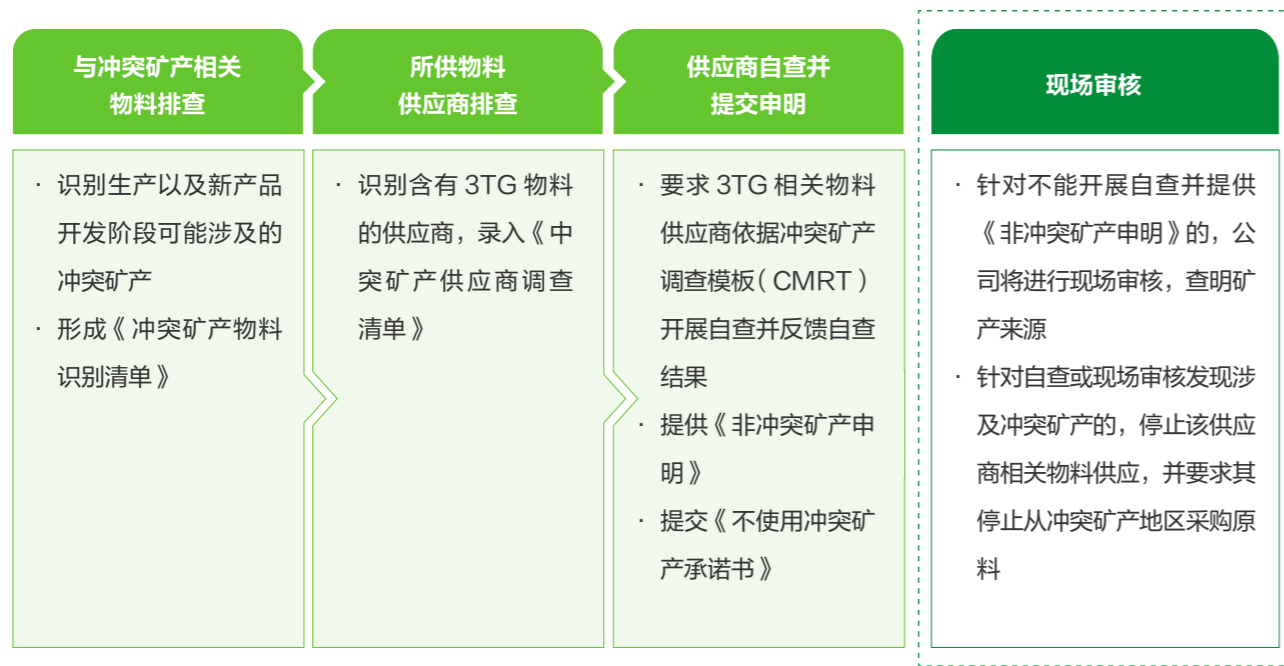 与冲突矿产相关
物料排查
· 识别生产以及新产品
开发阶段可能涉及的
冲突矿产
· 形成《冲突矿产物料
识别清单》
所供物料
供应商排查
· 识别含有 3TG 物料
的供应商，录入《中
突矿产供应商调查
清单》
供应商自查并
提交申明
· 要求 3TG 相关物料
供应商依据冲突矿产
调查模板（CMRT）
开展自查并反馈自查
结果
· 提供《非冲突矿产申
明》
· 提交《不使用冲突矿
产承诺书》
现场审核
· 针对不能开展自查并提供
《非冲突矿产申明》的，公
司将进行现场审核，查明矿
产来源
· 针对自查或现场审核发现涉
及冲突矿产的，停止该供应
商相关物料供应，并要求其
停止从冲突矿产地区采购原
料